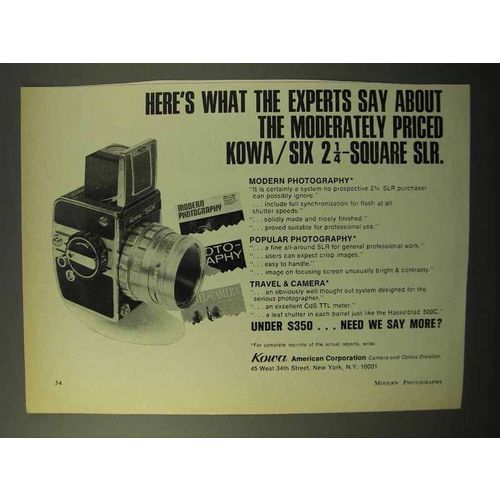 HERE'S WHAT THE EXPERTS SAY ABOUT
THE MODERATELY PRICED
KOWA/SIX 2¼-SQUARE SLR.
MODERN PHOTOGRAPHY*
"It is certainly a system no prospective 2¼ SLR purchaser
can possibly ignore."
". . . include full synchronization for flash at all
shutter speeds."
". . . solidly made and nicely finished."
". . . proved suitable for professional use."
POPULAR PHOTOGRAPHY*
". . . a fine all-around SLR for general professional work."
". . . users can expect crisp images."
". . . easy to handle."
". . . image on focusing screen unusually bright & contrasty."
TRAVEL & CAMERA*
". . . an obviously well thought out system designed for the
serious photographer."
". . . an excellent CdS TTL meter."
". . . a leaf shutter in each barrel just like the Hasselblad 500C."
UNDER $350 . . . NEED WE SAY MORE?
*For complete reprints of the actual reports, write:
Kowa American Corporation Camera and Optics Division
45 West 34th Street, New York, N.Y. 10001
MODERN
PHOTOGRAPHY
OTO-
APHY
CAMERA
Kowa SIX
54
MODERN PHOTOGRAPHY